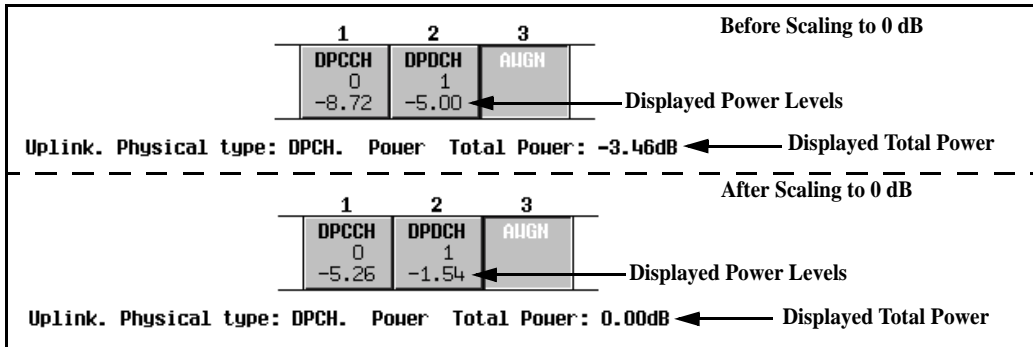 Before Scaling to 0 dB
1 2 3
DPCCH DPDCH AWGN
0 1
-8.72 -5.00 Displayed Power Levels
Uplink. Physical type: DPCH. Power Total Power: -3.46dB Displayed Total Power
After Scaling to 0 dB
1 2 3
DPCCH DPDCH AWGN
0 1
-5.26 -1.54 Displayed Power Levels
Uplink. Physical type: DPCH. Power Total Power: 0.00dB Displayed Total Power